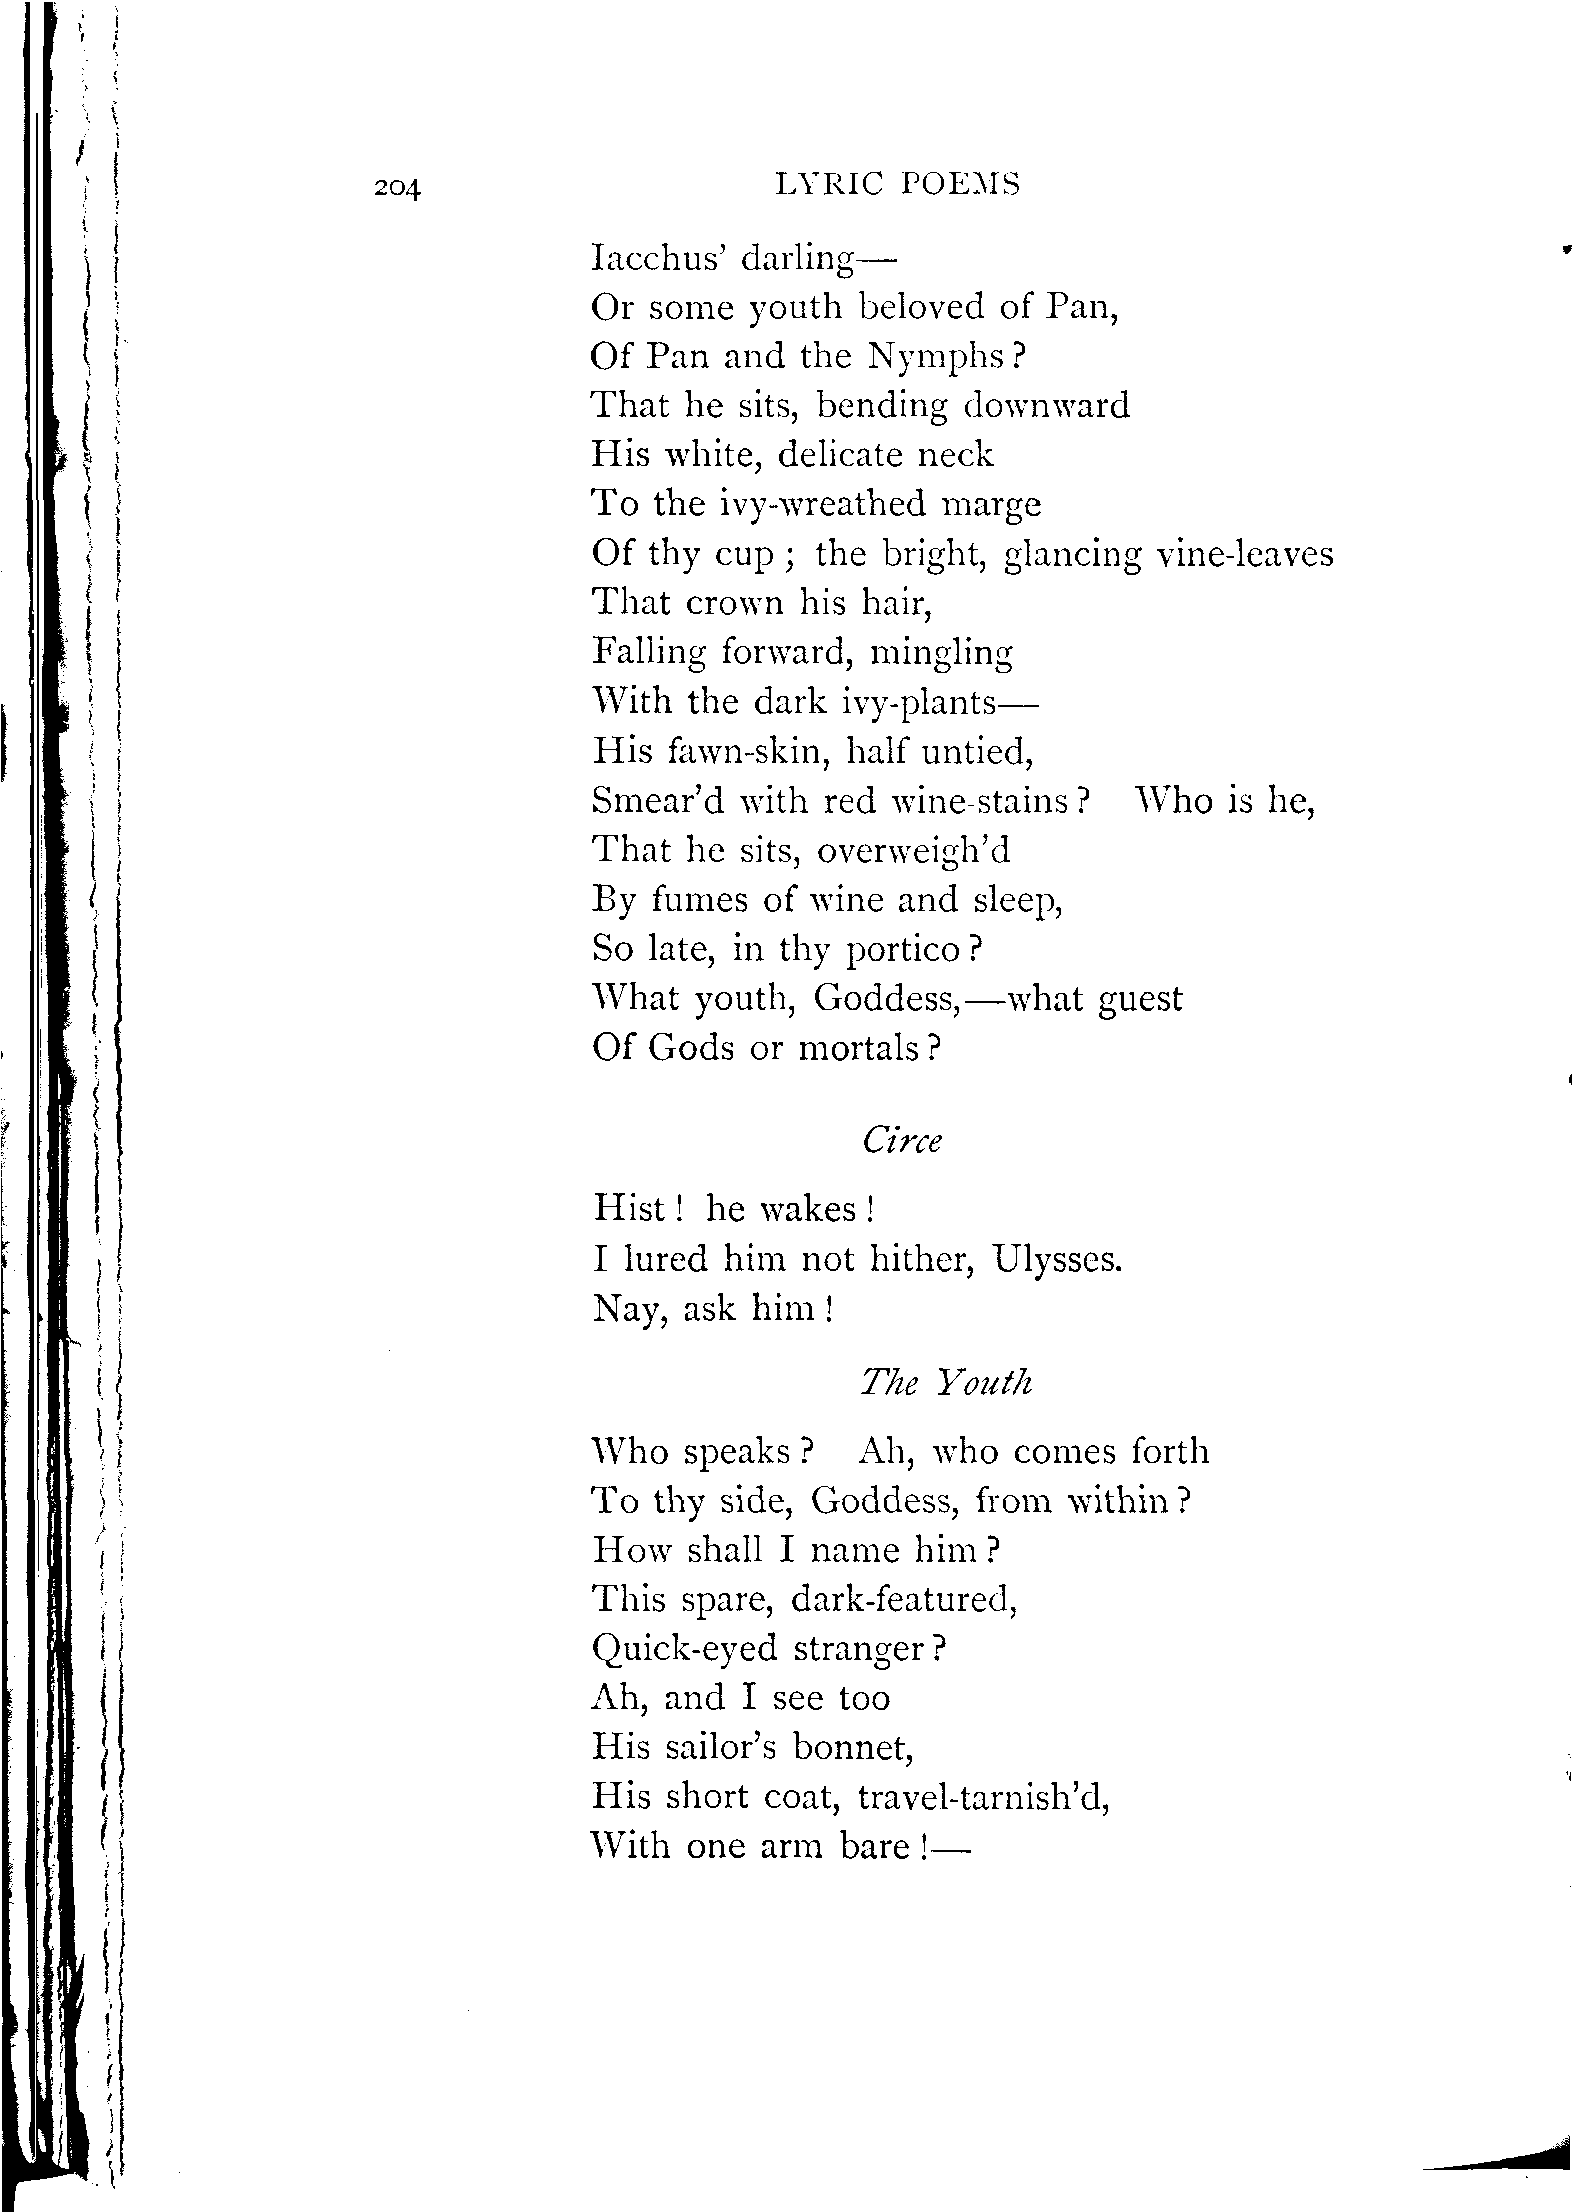 204 LYRIC POEMS
Iacchus' darling—
Or some youth beloved of Pan,
Of Pan and the Nymphs?
That he sits, bending downward
His white, delicate neck
To the ivy-wreathed marge
Of thy cup; the bright, glancing vine-leaves
That crown his hair,
Falling forward, mingling
With the dark ivy-plants—
His fawn-skin, half untied,
Smear'd with red wine-stains? Who is he,
That he sits, overweigh'd
By fumes of wine and sleep,
So late, in thy portico?
What youth, Goddess,—what guest
Of Gods or mortals?
Circe
Hist! he wakes!
I lured him not hither, Ulysses.
Nay, ask him!
The Youth
Who speaks? Ah, who comes forth
To thy side, Goddess, from within?
How shall I name him?
This spare, dark-featured,
Quick-eyed stranger?
Ah, and I see too
His sailor's bonnet,
His short coat, travel-tarnish'd,
With one arm bare!—